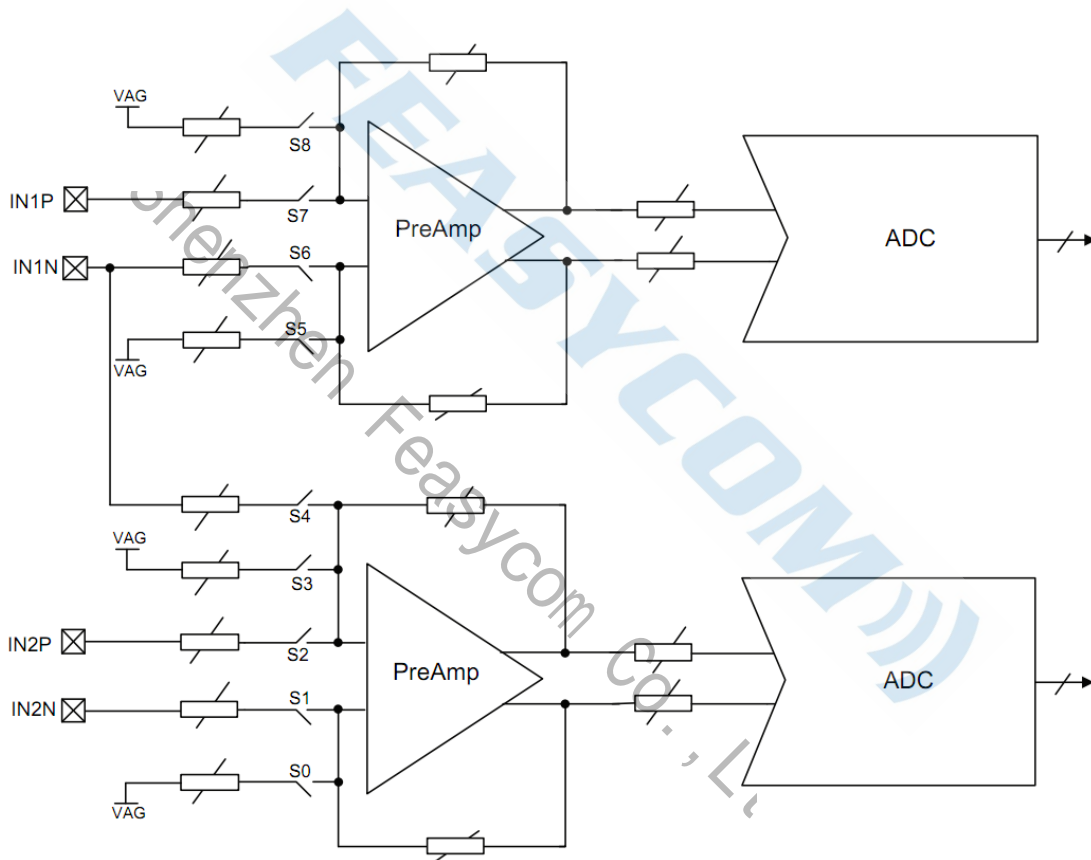 VAG
S8
IN1P
S7
PreAmp
ADC
IN1N
S6
S5
VAG
S4
VAG
S3
IN2P
S2
PreAmp
ADC
IN2N
S1
S0
VAG
FEASYCOM
Shenzhen Feasycom Co., Lt